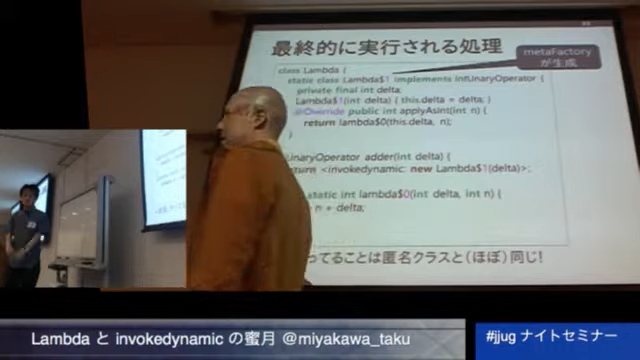 最終的に実行される処理
metaFactory
が生成
class Lambda {
static class Lambda$1 implements IntUnaryOperator {
private final int delta;
Lambda$1(int delta) { this.delta = delta; }
@Override public int applyAsInt(int n) {
return lambda$0(this.delta, n);
}
UnaryOperator adder(int delta) {
<invokedynamic: new Lambda$1(delta)>;
static int lambda$0(int delta, int n) {
n + delta;
ってることは匿名クラスと(ほぼ)同じ!
Lambda と invokedynamic の蜜月 @miyakawa_taku
#jjug ナイトセミナー